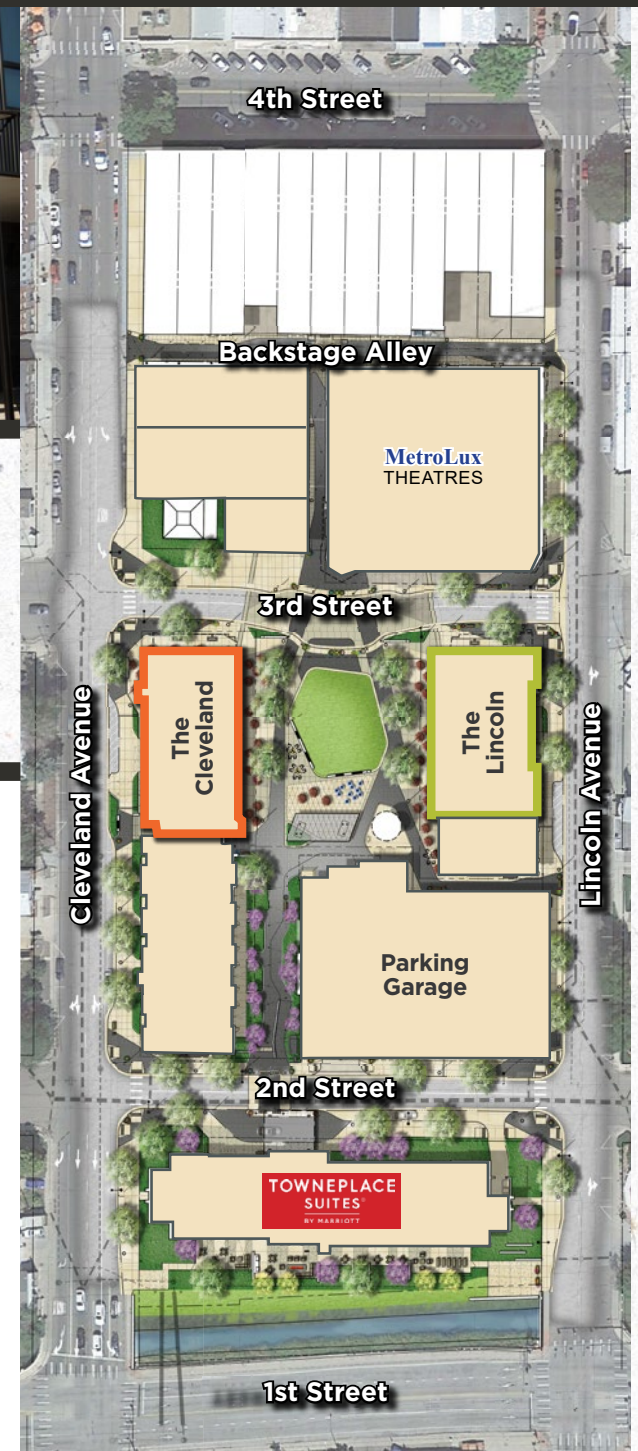 4th Street
Backstage Alley
MetroLux
THEATRES
3rd Street
The
Cleveland
The
Lincoln
Cleveland Avenue
Lincoln Avenue
Parking
Garage
2nd Street
TOWNEPLACE
SUITES®
BY MARRIOTT
1st Street